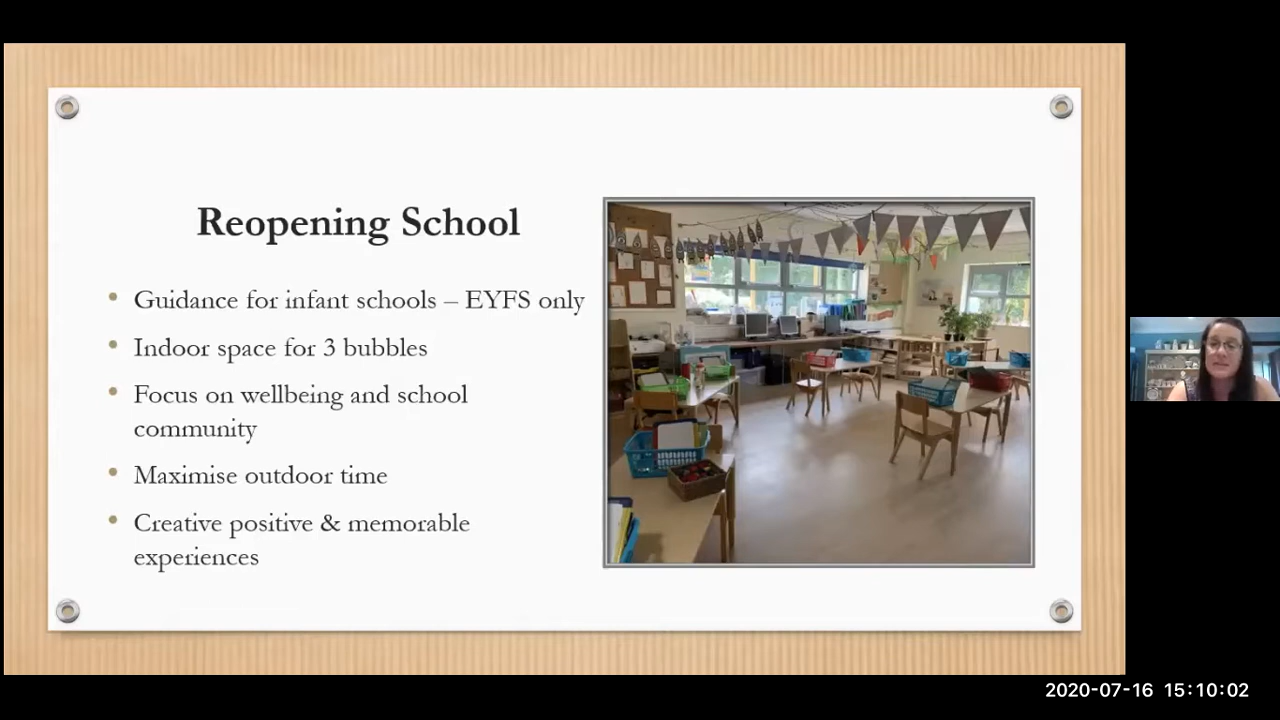 Reopening School
Guidance for infant schools – EYFS only
Indoor space for 3 bubbles
Focus on wellbeing and school
community
Maximise outdoor time
Creative positive & memorable
experiences
2020-07-16 15:10:02